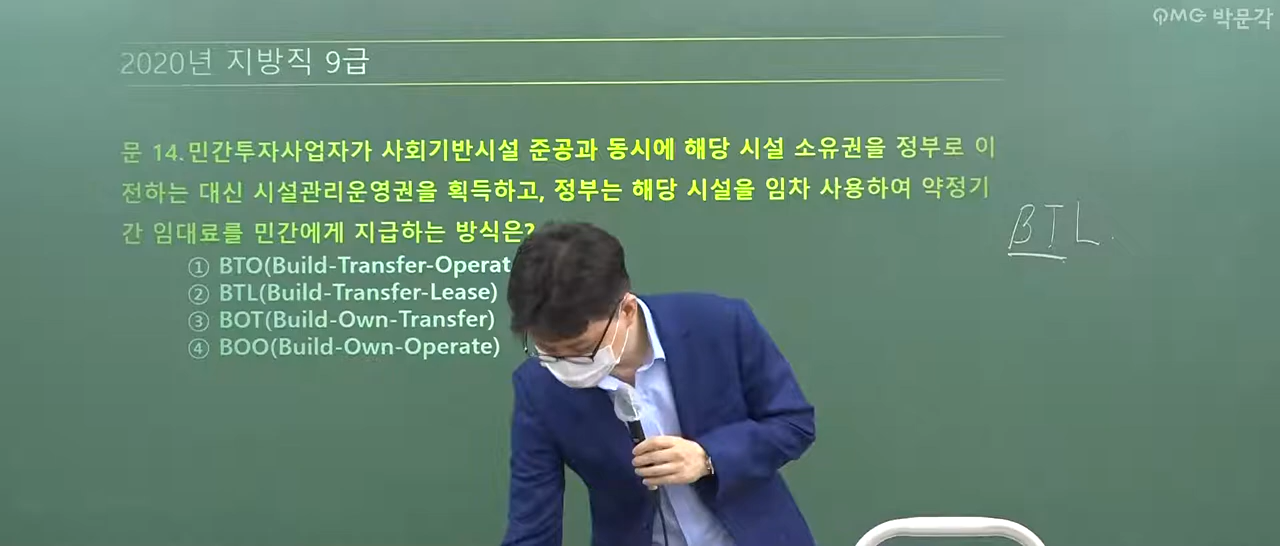 QMG 박문각
2020년 지방직 9급
문 14. 민간투자사업자가 사회기반시설 준공과 동시에 해당 시설 소유권을 정부로 이
전하는 대신 시설관리운영권을 획득하고, 정부는 해당 시설을 임차 사용하여 약정기
간 임대료를 민간에게 지급하는 방식은?
BTL
① BTO(Build-Transfer-Operat
② BTL(Build-Transfer-Lease)
③ BOT(Build-Own-Transfer)
④ BOO(Build-Own-Operate)